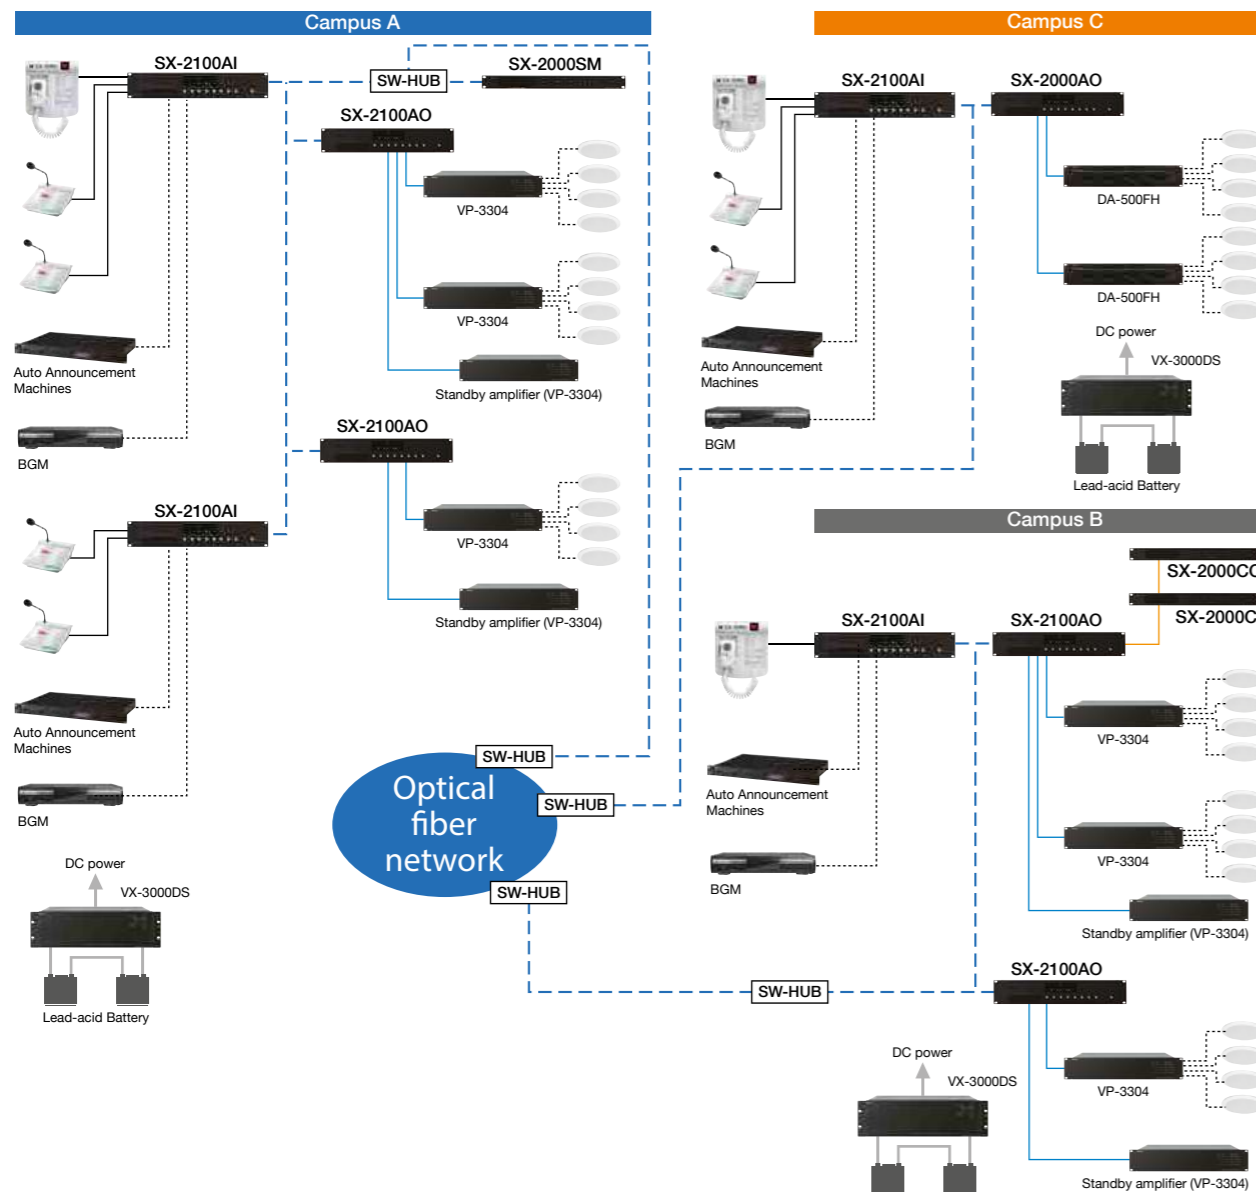 Campus A
SX-2100AI
SW-HUB
SX-2000SM
SX-2100AO
VP-3304
VP-3304
Auto Announcement
Machines
Standby amplifier (VP-3304)
BGM
SX-2100AO
SX-2100AI
VP-3304
Standby amplifier (VP-3304)
Auto Announcement
Machines
BGM
DC power
VX-3000DS
Lead-acid Battery
SW-HUB
Optical
fiber
network
SW-HUB
SW-HUB
SW-HUB
Campus C
SX-2100AI
SX-2000AO
DA-500FH
DA-500FH
Auto Announcement
Machines
BGM
DC power
VX-3000DS
Lead-acid Battery
Campus B
SX-2000CO
SX-2000C
SX-2100AI
SX-2100AO
VP-3304
Auto Announcement
Machines
VP-3304
BGM
Standby amplifier (VP-3304)
SX-2100AO
VP-3304
DC power
VX-3000DS
Standby amplifier (VP-3304)